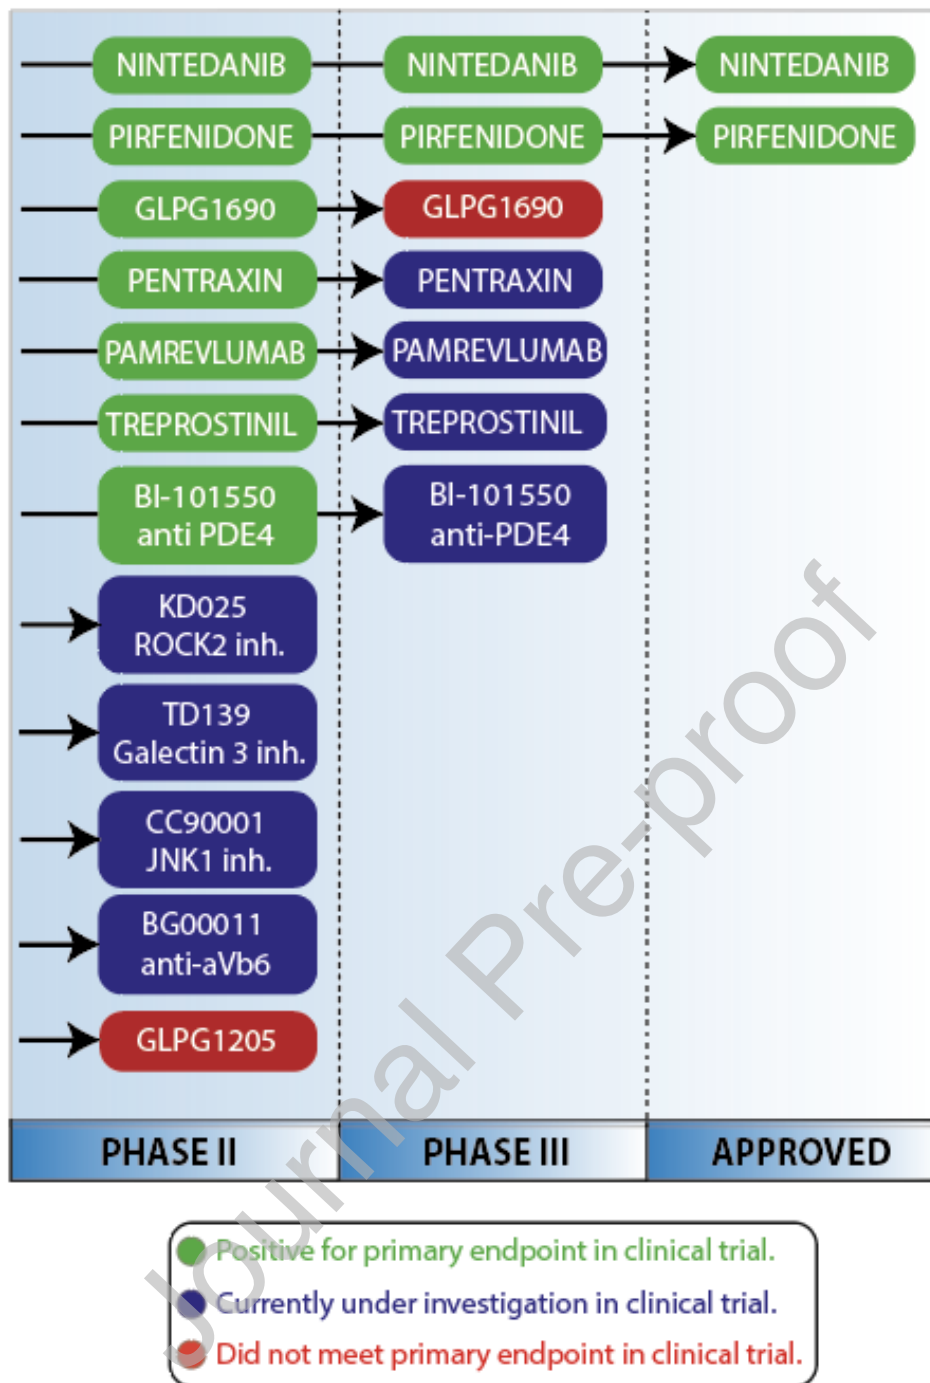 NINTEDANIB NINTEDANIB NINTEDANIB
PIRFENIDONE PIRFENIDONE PIRFENIDONE
GLPG1690 GLPG1690
PENTRAXIN PENTRAXIN
PAMREVLUMAB PAMREVLUMAB
TREPROSTINIL TREPROSTINIL
BI-101550 BI-101550
anti PDE4 anti-PDE4
KD025
ROCK2 inh.
TD139
Galectin 3 inh.
CC90001
JNK1 inh.
BG00011
anti-aVb6
GLPG1205
PHASE II PHASE III APPROVED
Positive for primary endpoint in clinical trial.
Currently under investigation in clinical trial.
Did not meet primary endpoint in clinical trial.
Journal Pre-proof